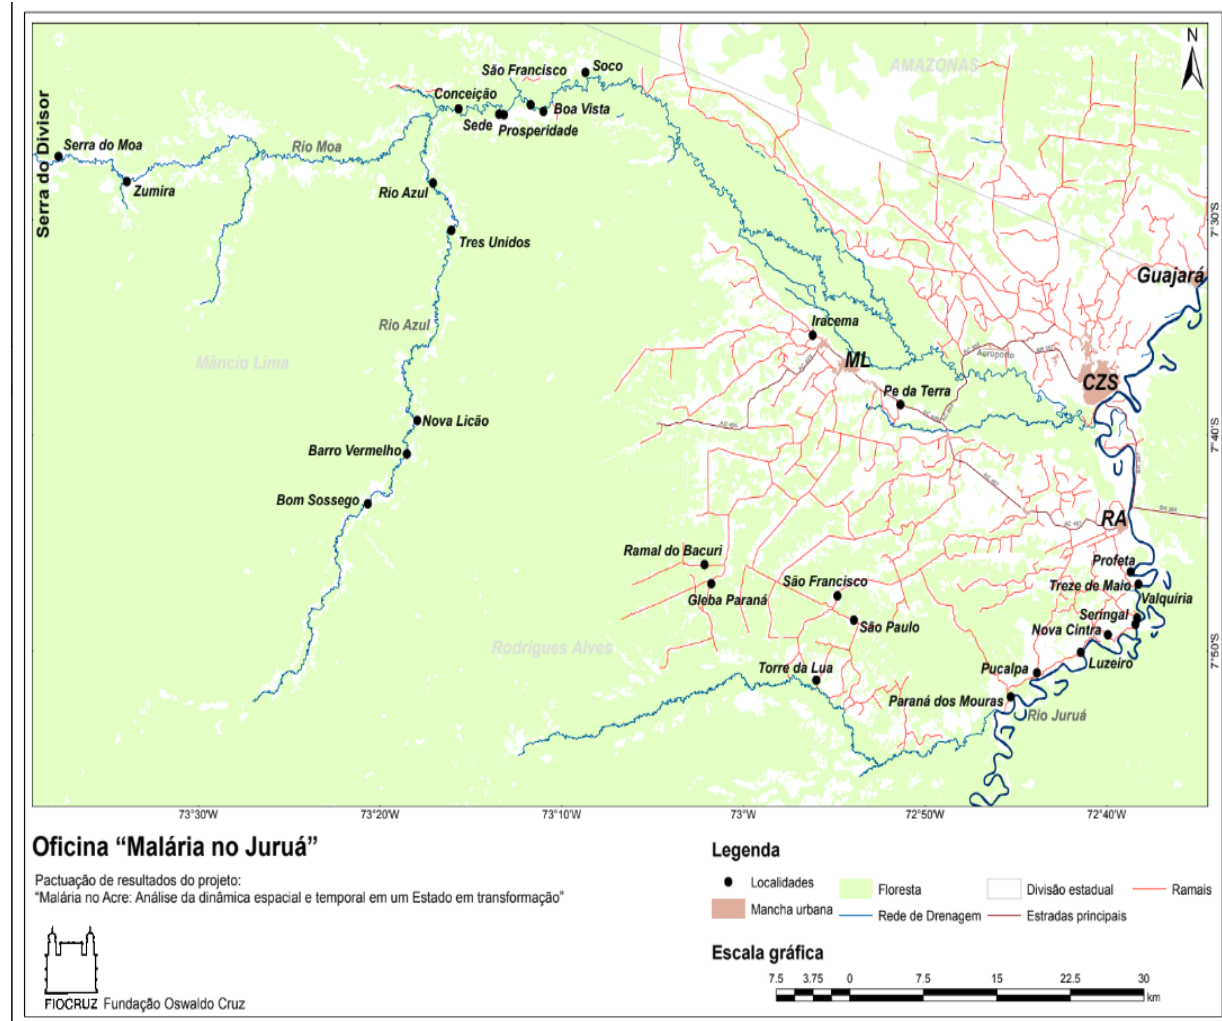 N
AMAZONAS
São Francisco
Soco
Conceição
Boa Vista
Sede
Prosperidade
Serra do Divisor
Serra do Moa
Rio Moa
Zumira
Rio Azul
Tres Unidos
7°30'S
Guajará
Rio Azul
Iracema
Mâncio Lima
ML
Aeroporto
CZS
Pe da Terra
Nova Licão
AC 405
7°40'S
Barro Vermelho
Bom Sossego
RA
AC 407
Ramal do Bacuri
Profeta
São Francisco
Treze de Maio
Gleba Paraná
Valquíria
Seringal
São Paulo
Nova Cintra
Rodrigues Alves
7°50'S
Luzeiro
Torre da Lua
Pucalpa
Paraná dos Mouras
Rio Juruá
73°30'W 73°20'W 73°10'W 73°W 72°50'W 72°40'W
Oficina “Malária no Juruá”
Pactuação de resultados do projeto:
“Malária no Acre: Análise da dinâmica espacial e temporal em um Estado em transformação”
FIOCRUZ Fundação Oswaldo Cruz
Legenda
Localidades
Floresta
Divisão estadual
Ramais
Mancha urbana
Rede de Drenagem
Estradas principais
Escala gráfica
7.5 3.75 0 7.5 15 22.5 30
km